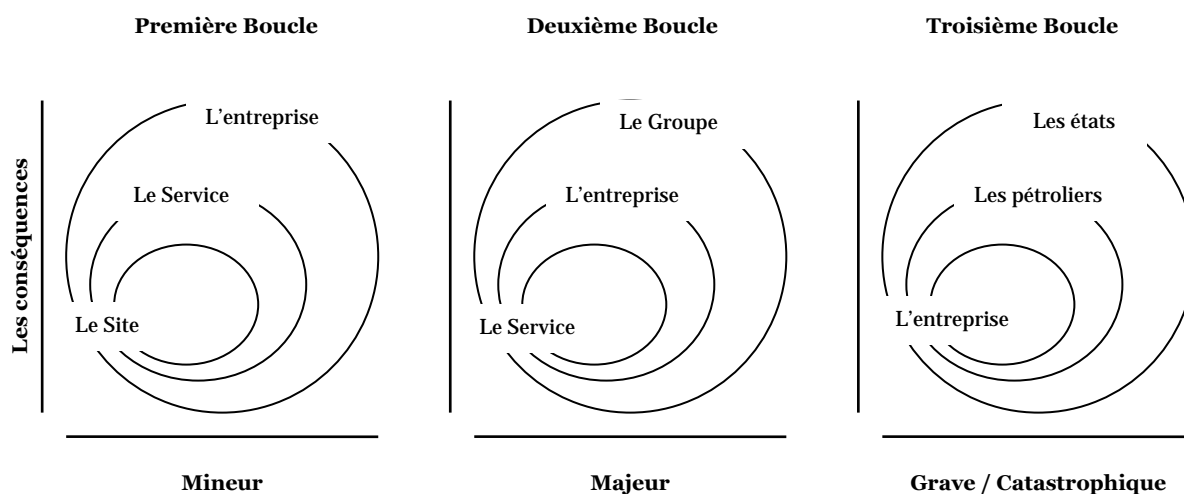 Première Boucle
Deuxième Boucle
Troisième Boucle
Les conséquences
L'entreprise
Le Service
Le Site
Le Groupe
L'entreprise
Le Service
Les états
Les pétroliers
L'entreprise
Mineur
Majeur
Grave / Catastrophique